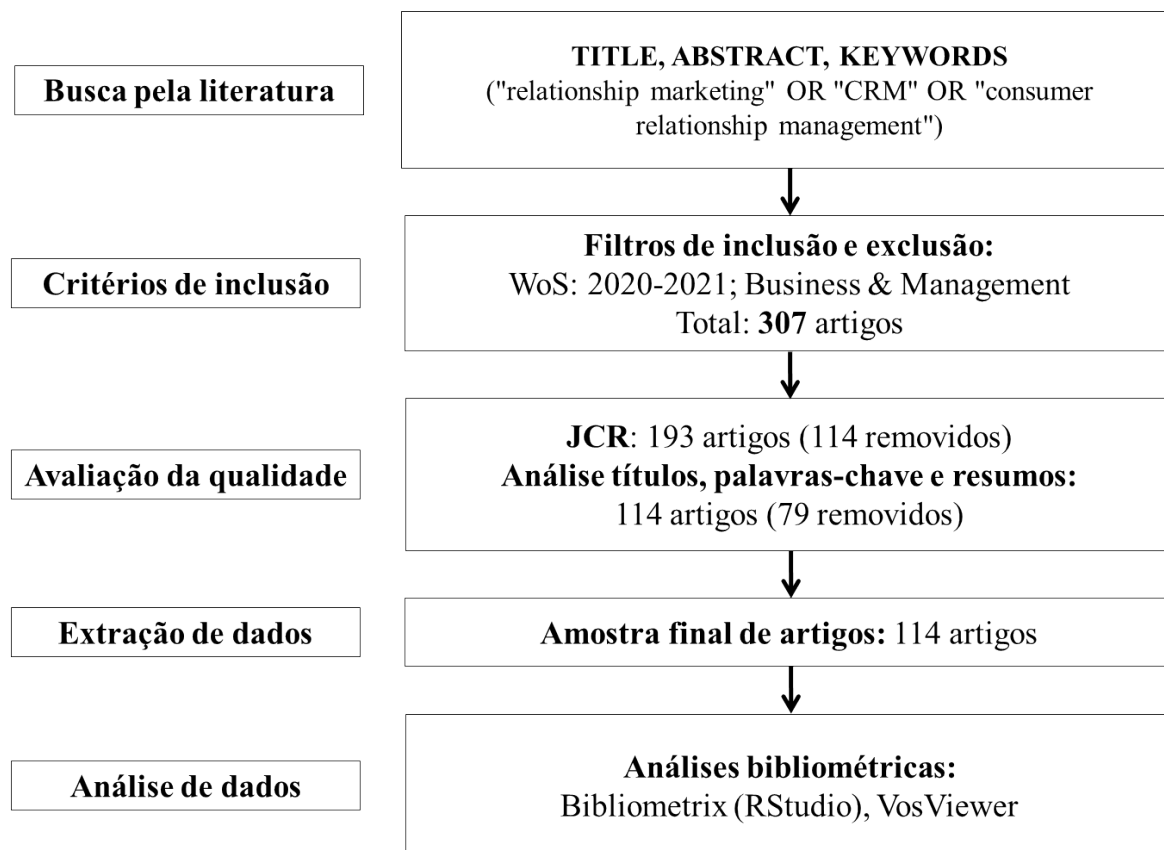 Busca pela literatura
TITLE, ABSTRACT, KEYWORDS
("relationship marketing" OR "CRM" OR "consumer
relationship management")
Critérios de inclusão
Filtros de inclusão e exclusão:
WoS: 2020-2021; Business & Management
Total: 307 artigos
Avaliação da qualidade
JCR: 193 artigos (114 removidos)
Análise títulos, palavras-chave e resumos:
114 artigos (79 removidos)
Extração de dados
Amostra final de artigos: 114 artigos
Análise de dados
Análises bibliométricas:
Bibliometrix (RStudio), VosViewer